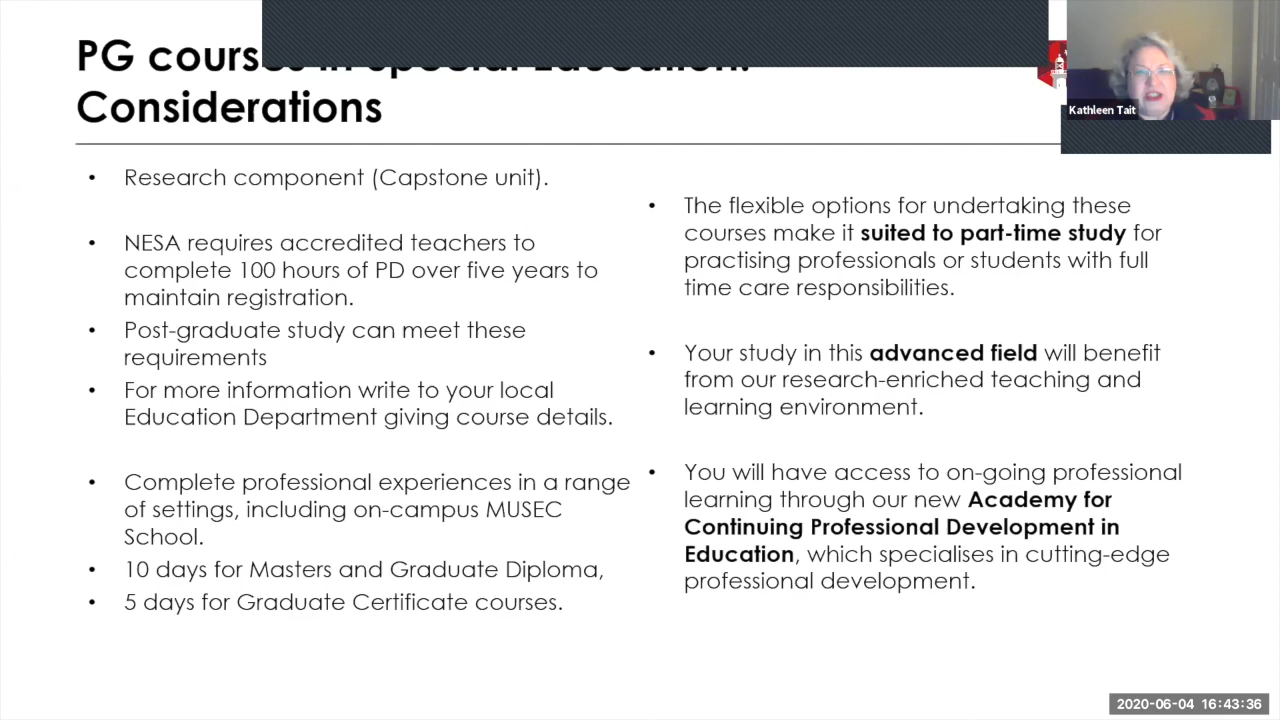 PG courses in Special Education:
Considerations
Kathleen Tait
Research component (Capstone unit).
NESA requires accredited teachers to
complete 100 hours of PD over five years to
maintain registration.
Post-graduate study can meet these
requirements
For more information write to your local
Education Department giving course details.
Complete professional experiences in a range
of settings, including on-campus MUSEC
School.
10 days for Masters and Graduate Diploma,
5 days for Graduate Certificate courses.
The flexible options for undertaking these
courses make it suited to part-time study for
practising professionals or students with full
time care responsibilities.
Your study in this advanced field will benefit
from our research-enriched teaching and
learning environment.
You will have access to on-going professional
learning through our new Academy for
Continuing Professional Development in
Education, which specialises in cutting-edge
professional development.
2020-06-04 16:43:36